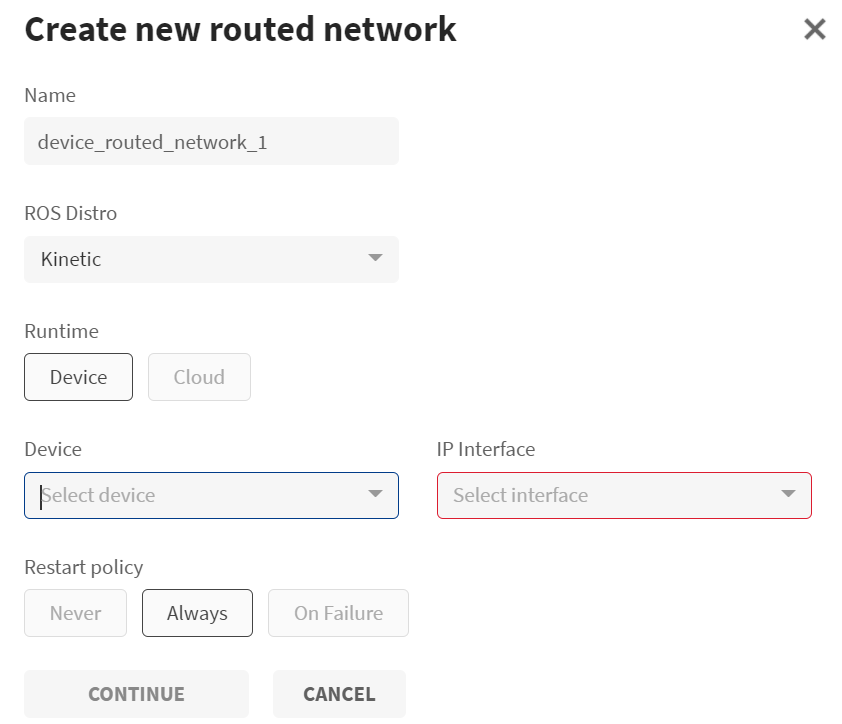 Create new routed network
Name
device_routed_network_1
ROS Distro
Kinetic
Runtime
Device Cloud
Device IP Interface
Select device Select interface
Restart policy
Never Always On Failure
CONTINUE CANCEL